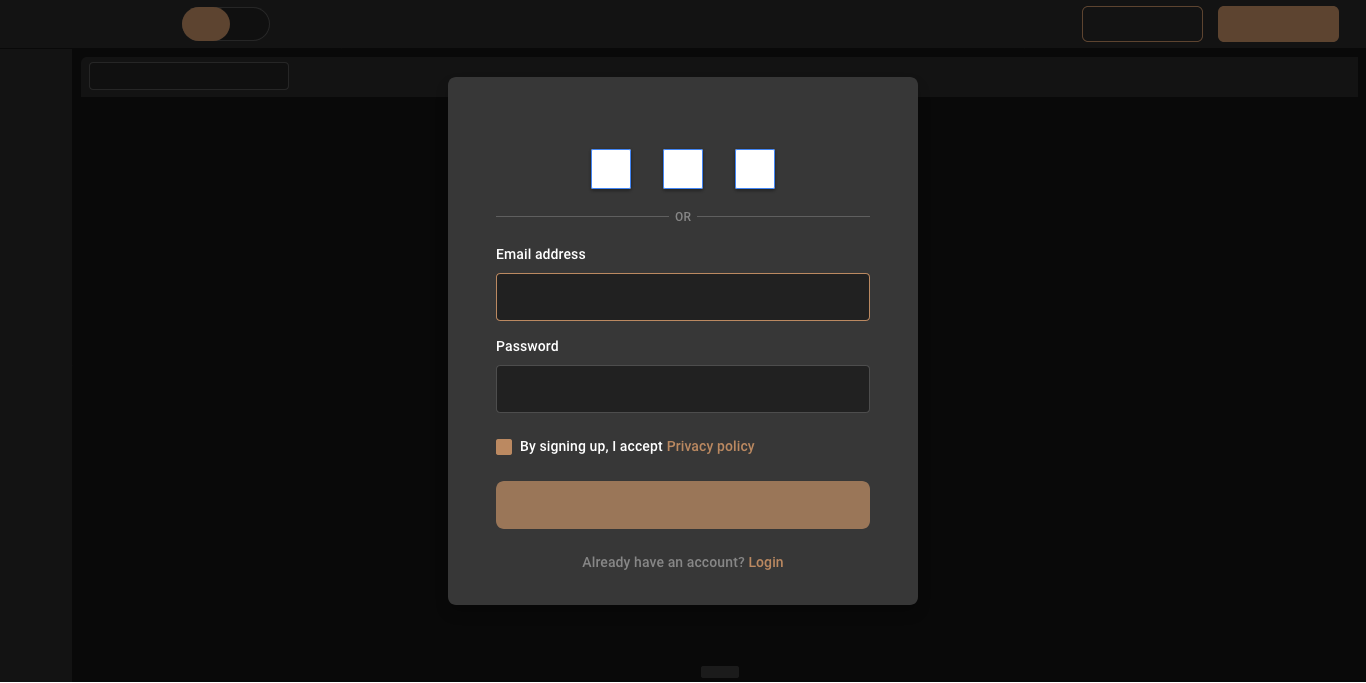 OR
Email address
Password
By signing up, I accept Privacy policy
Already have an account? Login